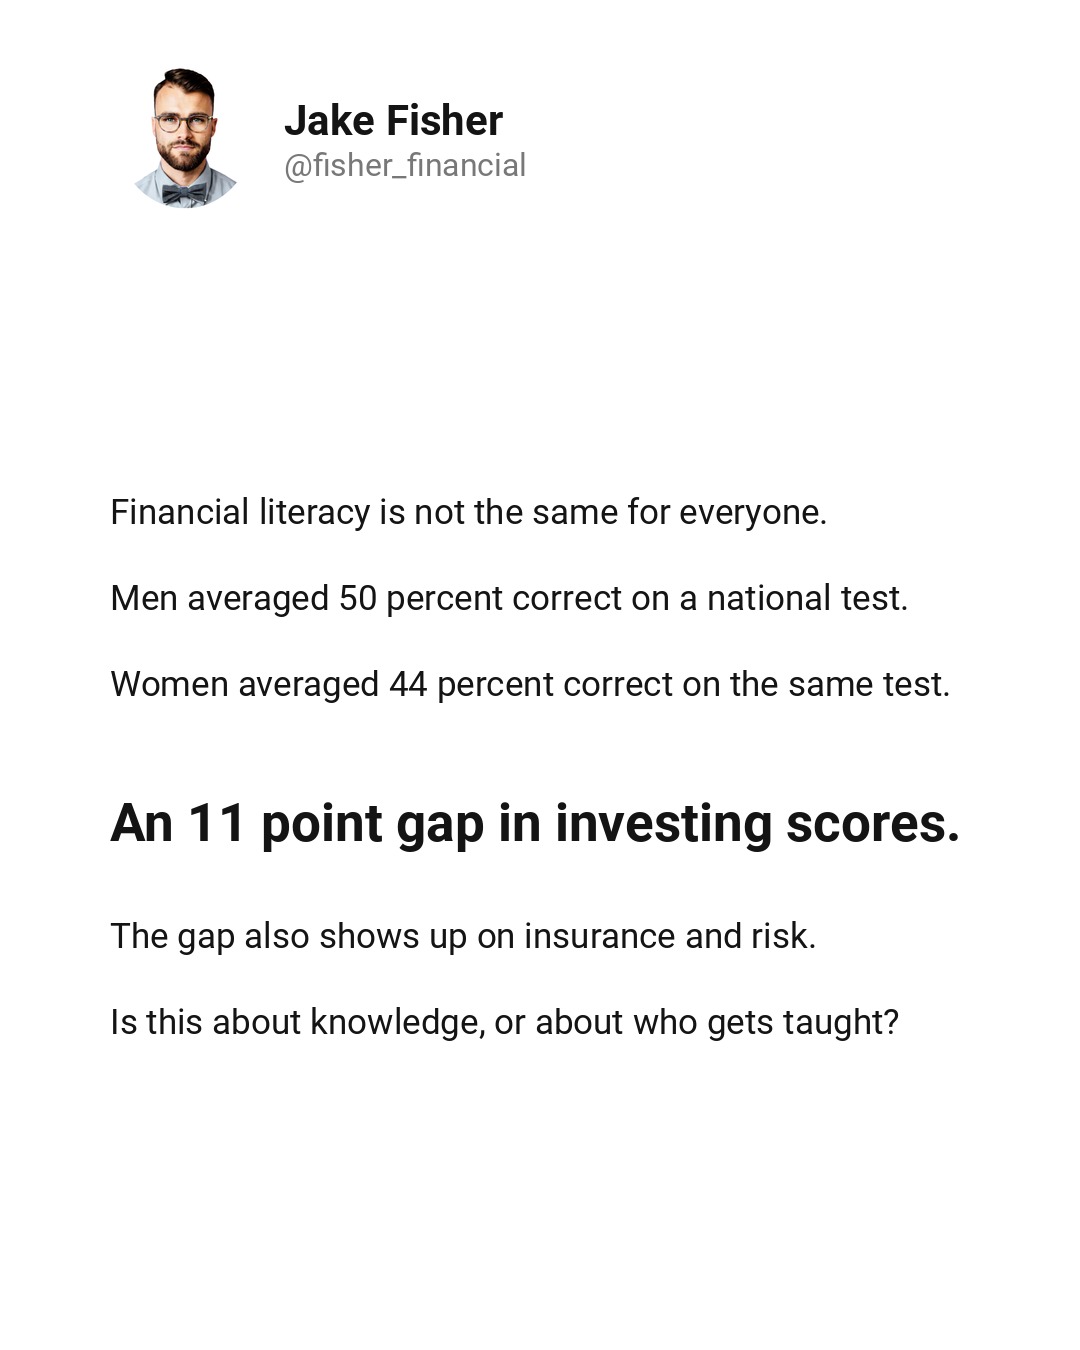 Jake Fisher
@fisher_financial
Financial literacy is not the same for everyone.
Men averaged 50 percent correct on a national test.
Women averaged 44 percent correct on the same test.
An 11 point gap in investing scores.
The gap also shows up on insurance and risk.
Is this about knowledge, or about who gets taught?